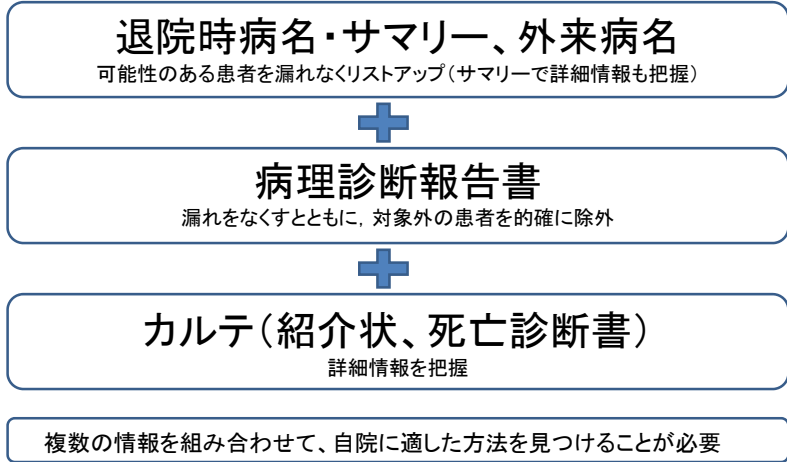 退院時病名・サマリー、外来病名
可能性のある患者を漏れなくリストアップ（サマリーで詳細情報も把握）
病理診断報告書
漏れをなくすとともに，対象外の患者を的確に除外
カルテ（紹介状、死亡診断書）
詳細情報を把握
複数の情報を組み合わせて、自院に適した方法を見つけることが必要